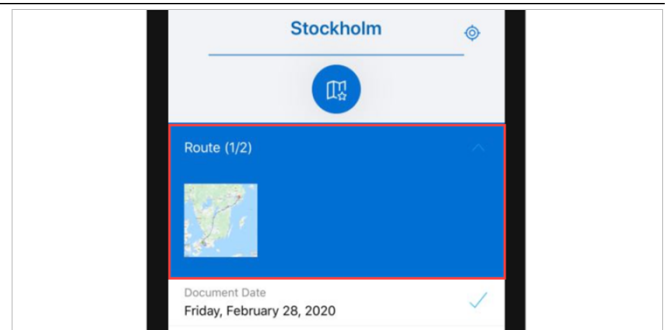 Stockholm
Route (1/2)
Document Date
Friday, February 28, 2020